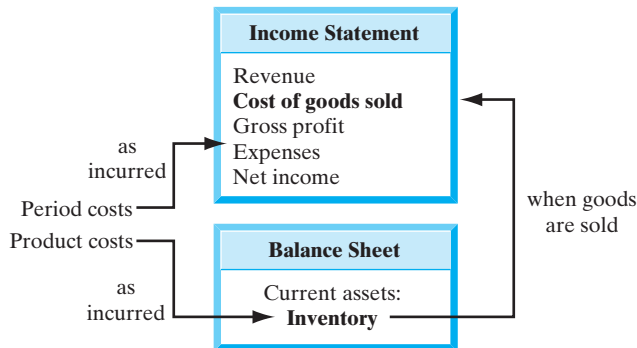 Income Statement
Revenue
Cost of goods sold
Gross profit
Expenses
Net income
as
incurred
Period costs
Product costs
when goods
are sold
Balance Sheet
Current assets:
Inventory
as
incurred